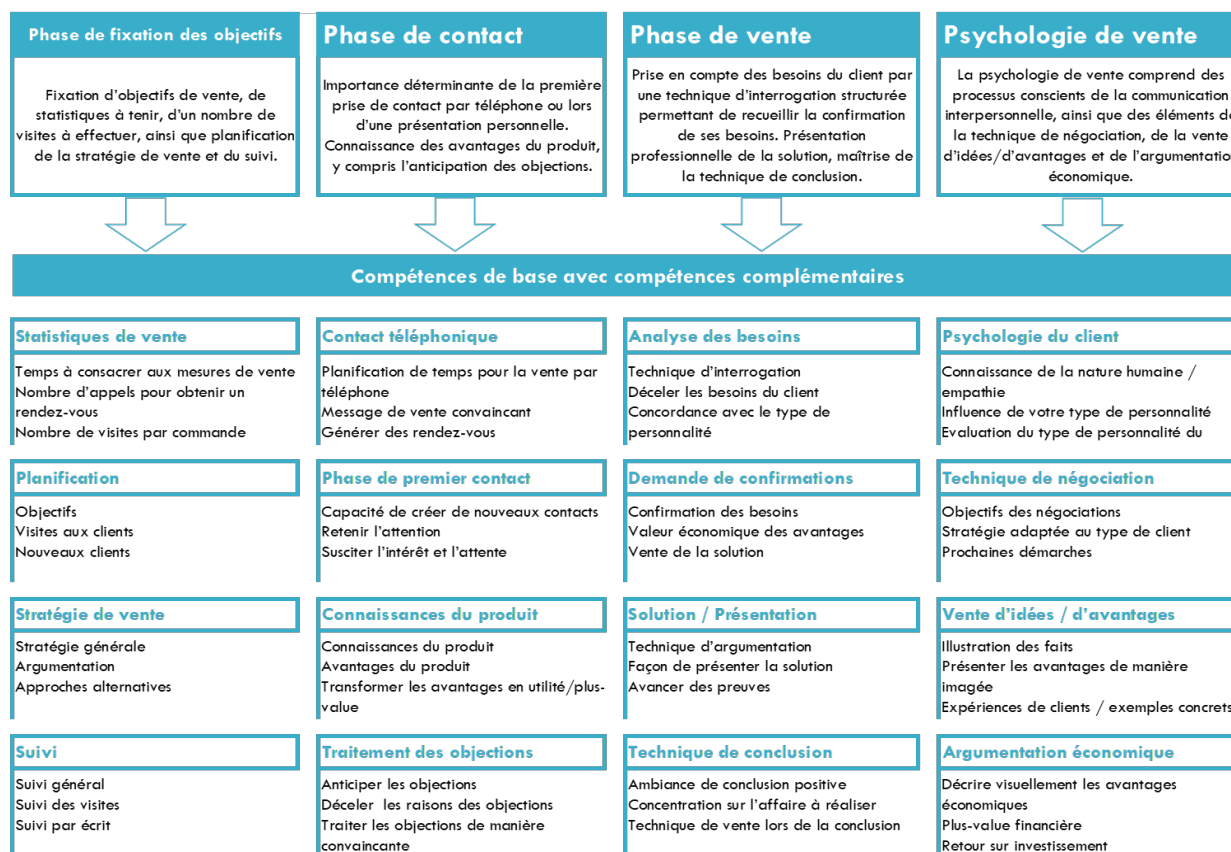 Phase de fixation des objectifs
Fixation d'objectifs de vente, de
statistiques à tenir, d'un nombre de
visites à effectuer, ainsi que planification
de la stratégie de vente et du suivi.
Phase de contact
Importance déterminante de la première
prise de contact par téléphone ou lors
d'une présentation personnelle.
Connaissance des avantages du produit,
y compris l'anticipation des objections.
Phase de vente
Prise en compte des besoins du client par
une technique d'interrogation structurée
permettant de recueillir la confirmation
de ses besoins. Présentation
professionnelle de la solution, maîtrise de
la technique de conclusion.
Psychologie de vente
La psychologie de vente comprend des
processus conscients de la communication
interpersonnelle, ainsi que des éléments de
la technique de négociation, de la vente
d'idées/d'avantages et de l'argumentation
économique.
Compétences de base avec compétences complémentaires
Statistiques de vente
Temps à consacrer aux mesures de vente
Nombre d'appels pour obtenir un
rendez-vous
Nombre de visites par commande
Contact téléphonique
Planification de temps pour la vente par
téléphone
Message de vente convaincant
Générer des rendez-vous
Analyse des besoins
Technique d'interrogation
Déceler les besoins du client
Concordance avec le type de
personnalité
Psychologie du client
Connaissance de la nature humaine /
empathie
Influence de votre type de personnalité
Evaluation du type de personnalité du
Planification
Objectifs
Visites aux clients
Nouveaux clients
Phase de premier contact
Capacité de créer de nouveaux contacts
Retenir l'attention
Susciter l'intérêt et l'attente
Demande de confirmations
Confirmation des besoins
Valeur économique des avantages
Vente de la solution
Technique de négociation
Objectifs des négociations
Stratégie adaptée au type de client
Prochaines démarches
Stratégie de vente
Stratégie générale
Argumentation
Approches alternatives
Connaissances du produit
Connaissances du produit
Avantages du produit
Transformer les avantages en utilité/plus-
value
Solution / Présentation
Technique d'argumentation
Façon de présenter la solution
Avancer des preuves
Vente d'idées / d'avantages
Illustration des faits
Présenter les avantages de manière
imagée
Expériences de clients / exemples concrets
Suivi
Suivi général
Suivi des visites
Suivi par écrit
Traitement des objections
Anticiper les objections
Déceler les raisons des objections
Traiter les objections de manière
convaincante
Technique de conclusion
Ambiance de conclusion positive
Concentration sur l'affaire à réaliser
Technique de vente lors de la conclusion
Argumentation économique
Décrire visuellement les avantages
économiques
Plus-value financière
Retour sur investissement